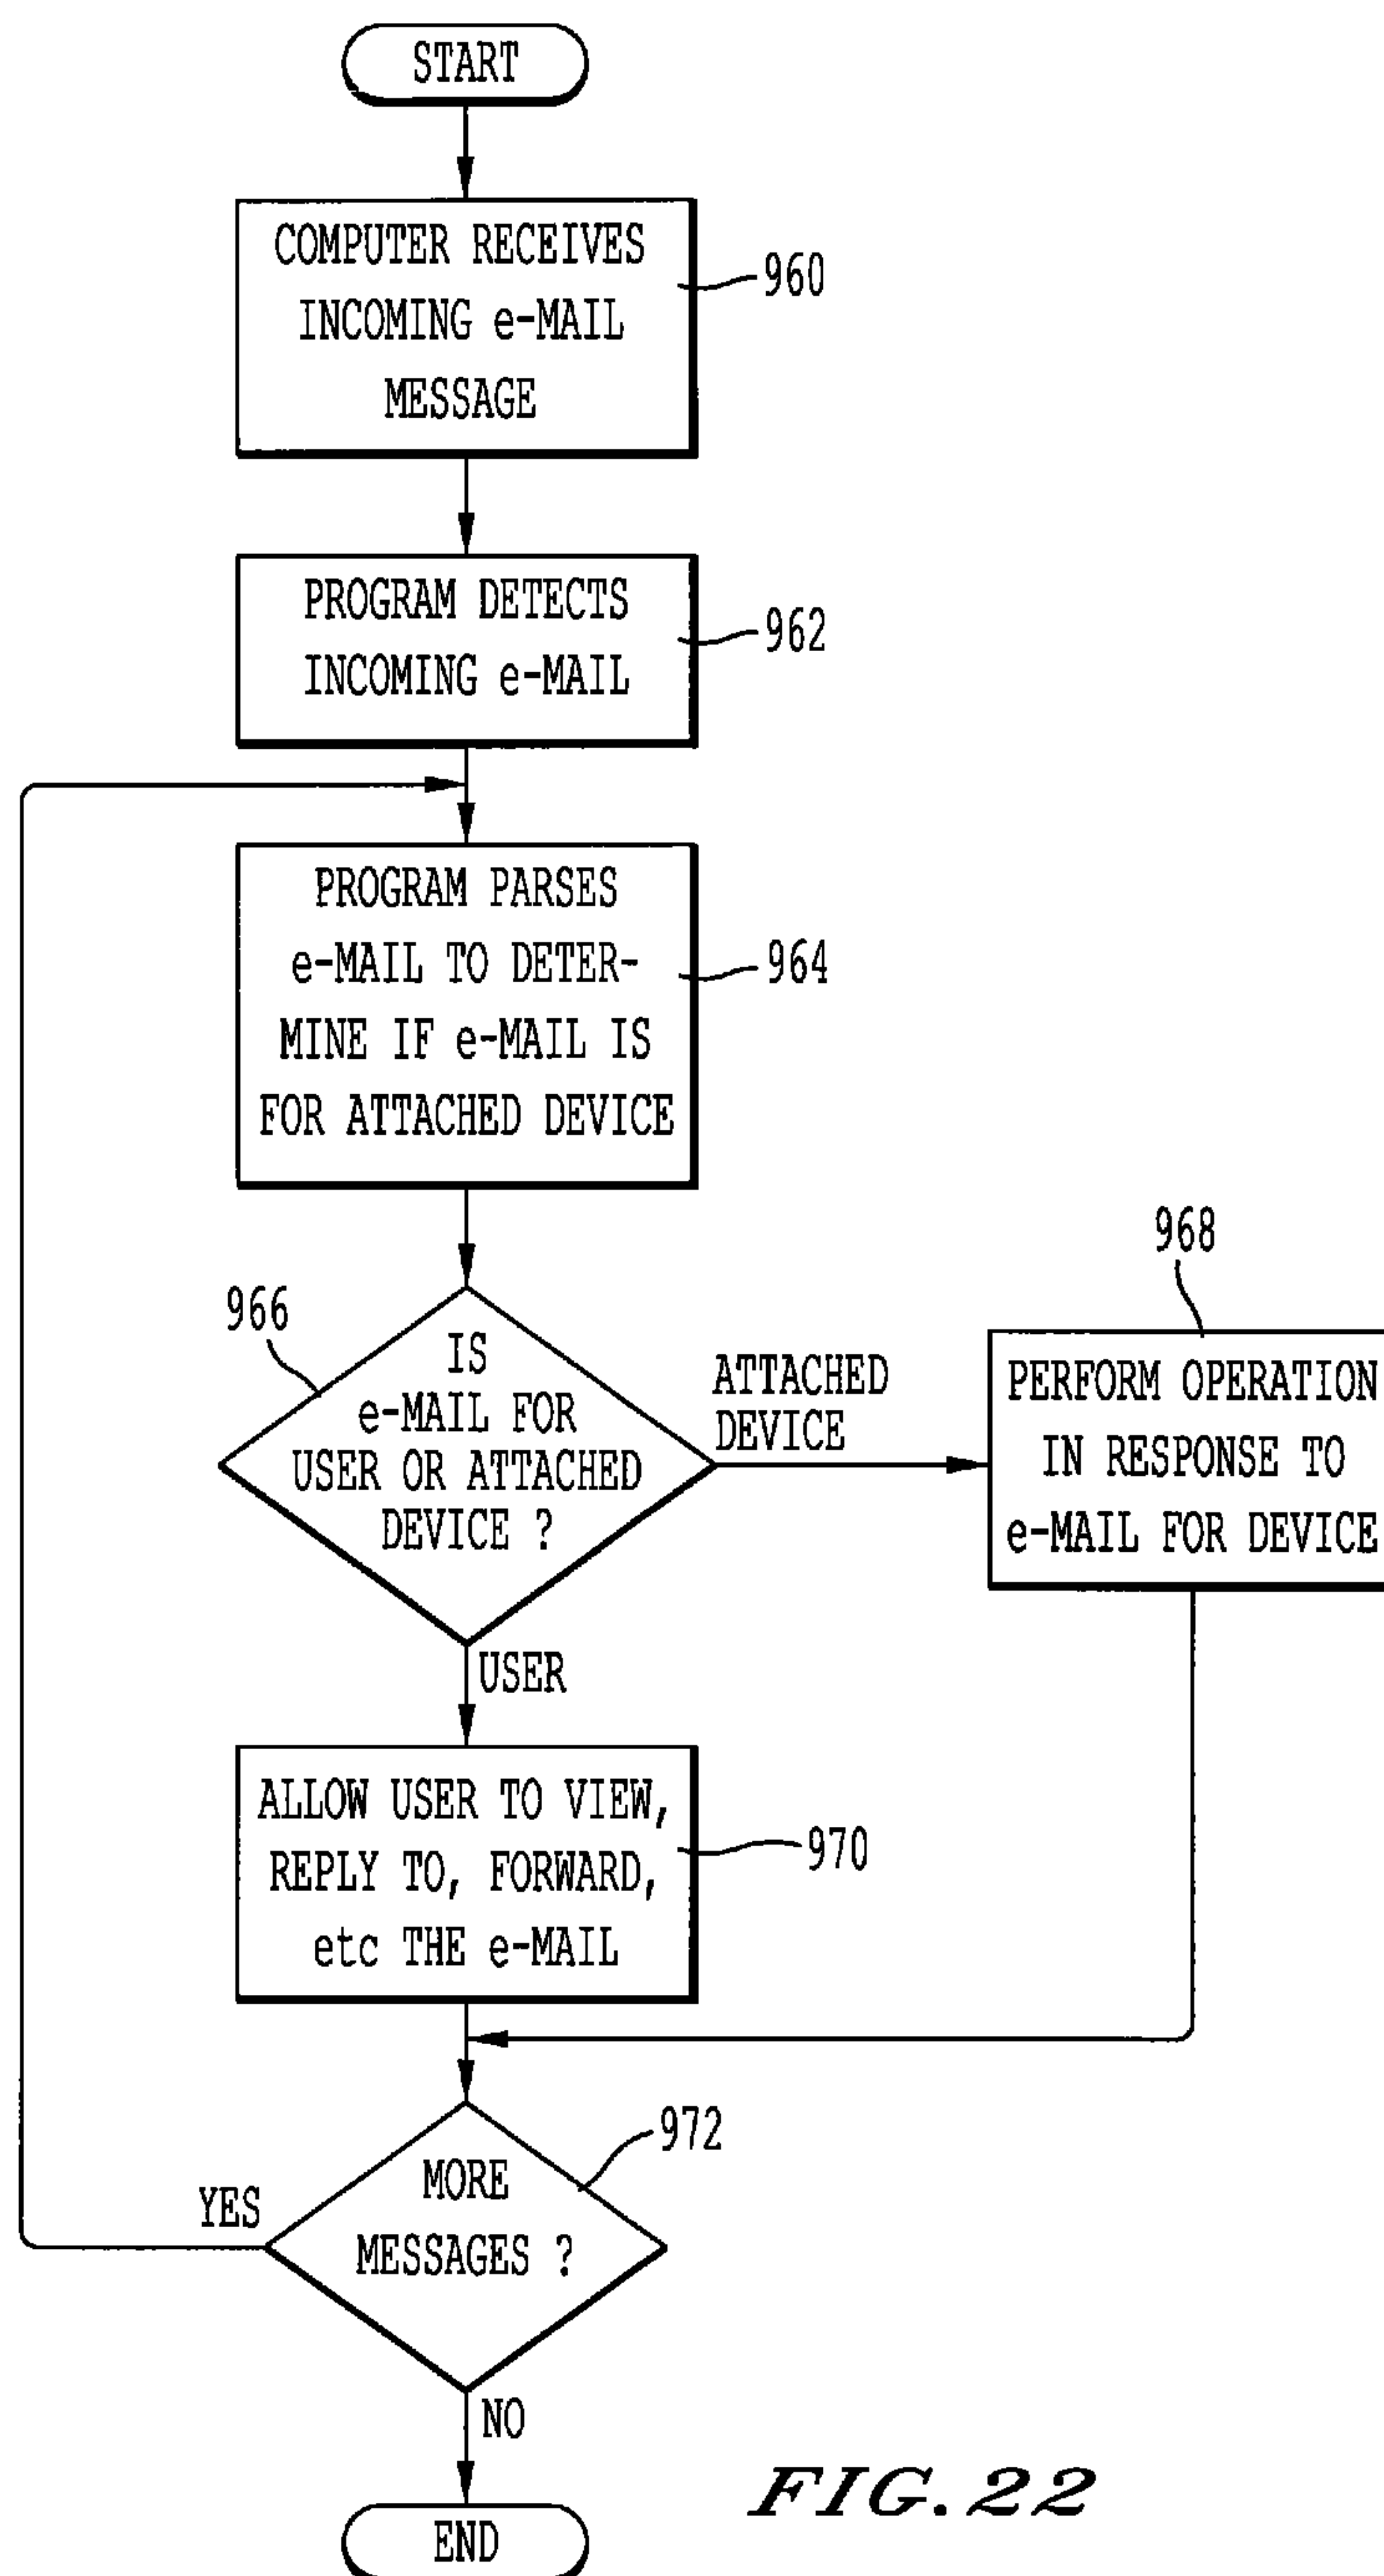 START
COMPUTER RECEIVES
INCOMING e-MAIL
MESSAGE
960
PROGRAM DETECTS
INCOMING e-MAIL
962
PROGRAM PARSES
e-MAIL TO DETER-
MINE IF e-MAIL IS
FOR ATTACHED DEVICE
964
966
IS
e-MAIL FOR
USER OR ATTACHED
DEVICE ?
ATTACHED
DEVICE
968
PERFORM OPERATION
IN RESPONSE TO
e-MAIL FOR DEVICE
USER
ALLOW USER TO VIEW,
REPLY TO, FORWARD,
etc THE e-MAIL
970
972
MORE
MESSAGES ?
YES
NO
END
FIG. 22